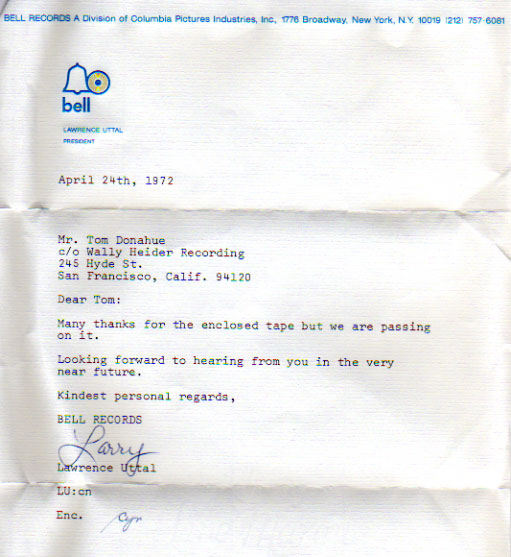 BELL RECORDS A Division of Columbia Pictures Industries, Inc, 1776 Broadway, New York, N.Y. 10019 (212) 757-6081
bell
LAWRENCE UTTAL
PRESIDENT
April 24th, 1972
Mr. Tom Donahue
c/o Wally Heider Recording
245 Hyde St.
San Francisco, Calif. 94120
Dear Tom:
Many thanks for the enclosed tape but we are passing
on it.
Looking forward to hearing from you in the very
near future.
Kindest personal regards,
BELL RECORDS
Larry
Lawrence Uttal
LU:cn
Enc.